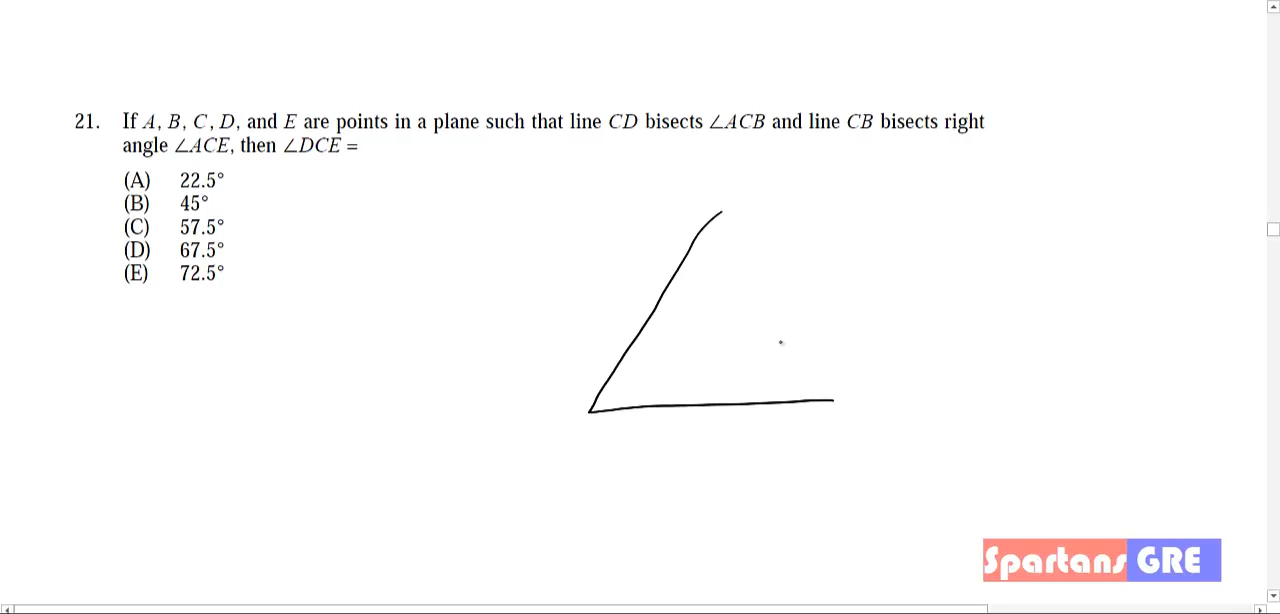 21. If A, B, C, D, and E are points in a plane such that line CD bisects ∠ACB and line CB bisects right
angle ∠ACE, then ∠DCE =
(A) 22.5°
(B) 45°
(C) 57.5°
(D) 67.5°
(E) 72.5°
Spartans GRE